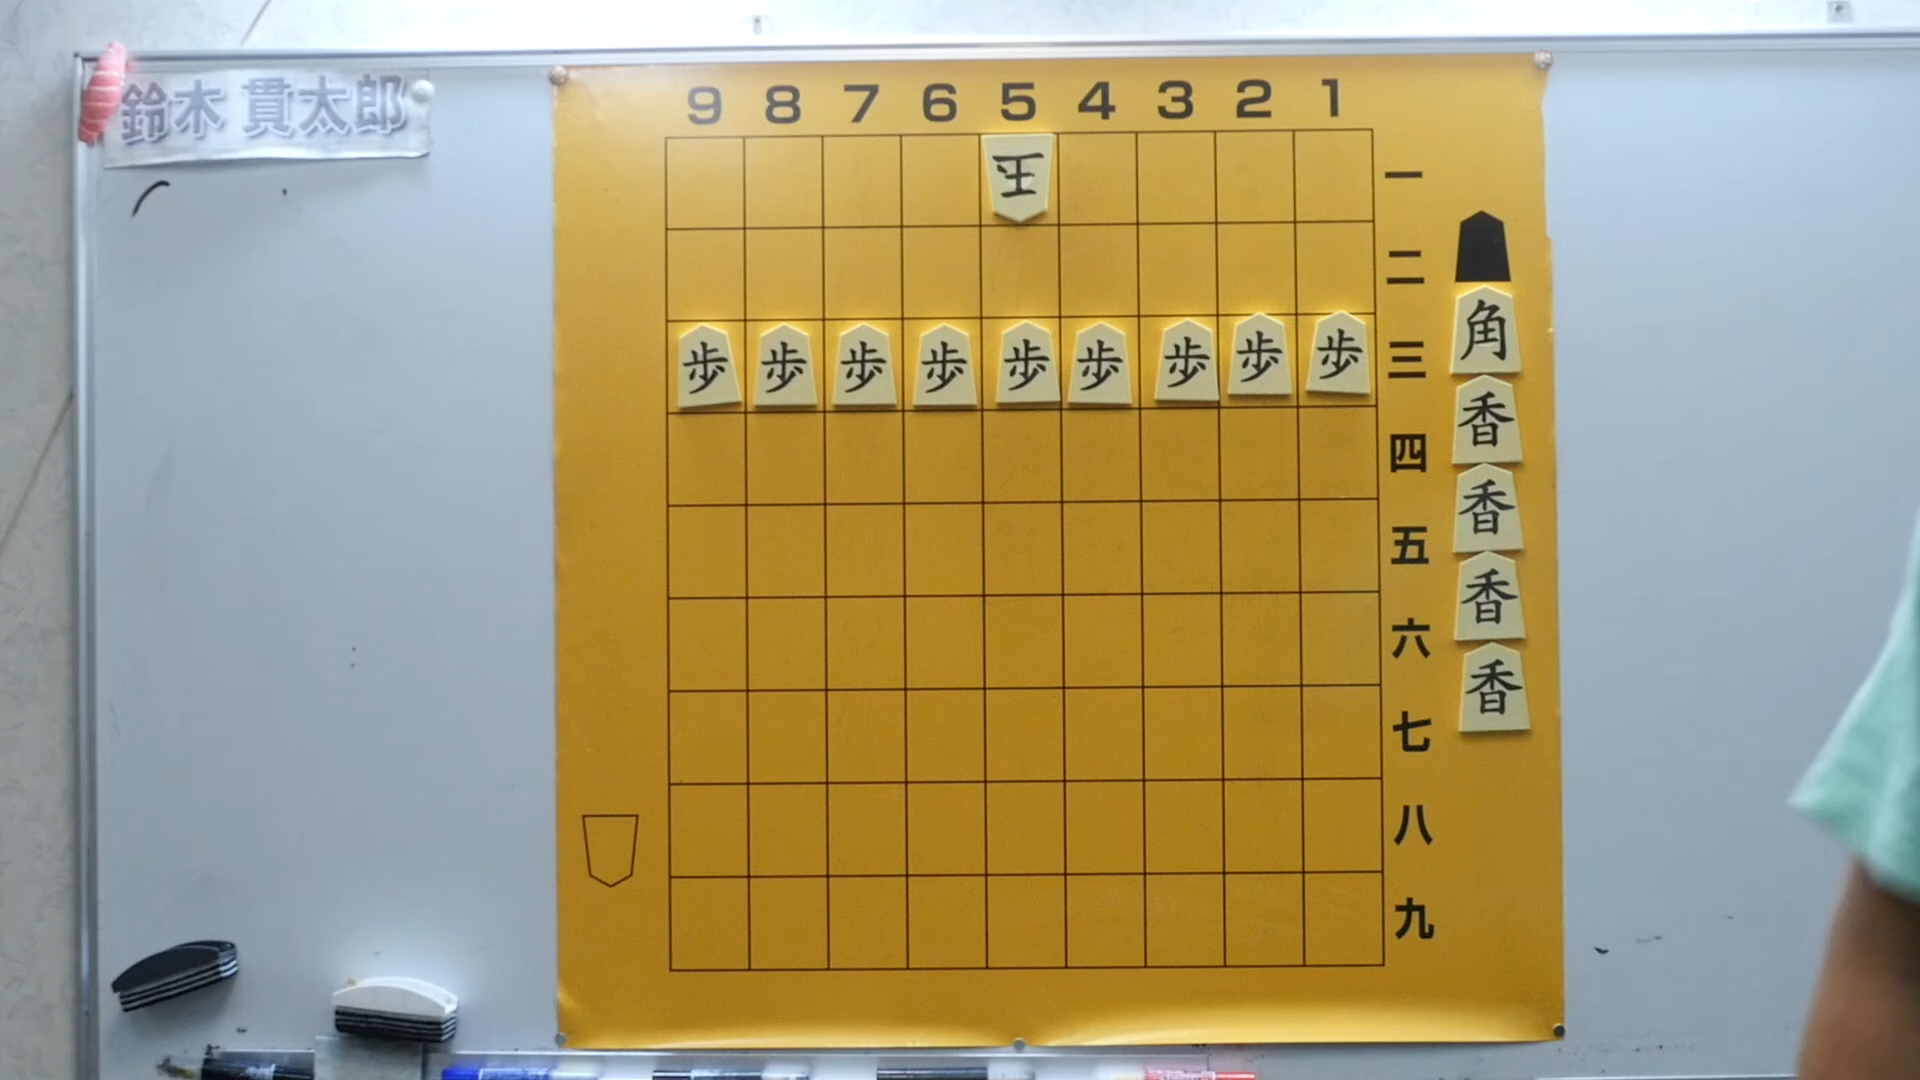 鈴木 貫太郎
9 8 7 6 5 4 3 2 1
王
一
二
歩 歩 歩 歩 歩 歩 歩 歩 歩
三
四
五
六
七
八
九
角
香
香
香
香